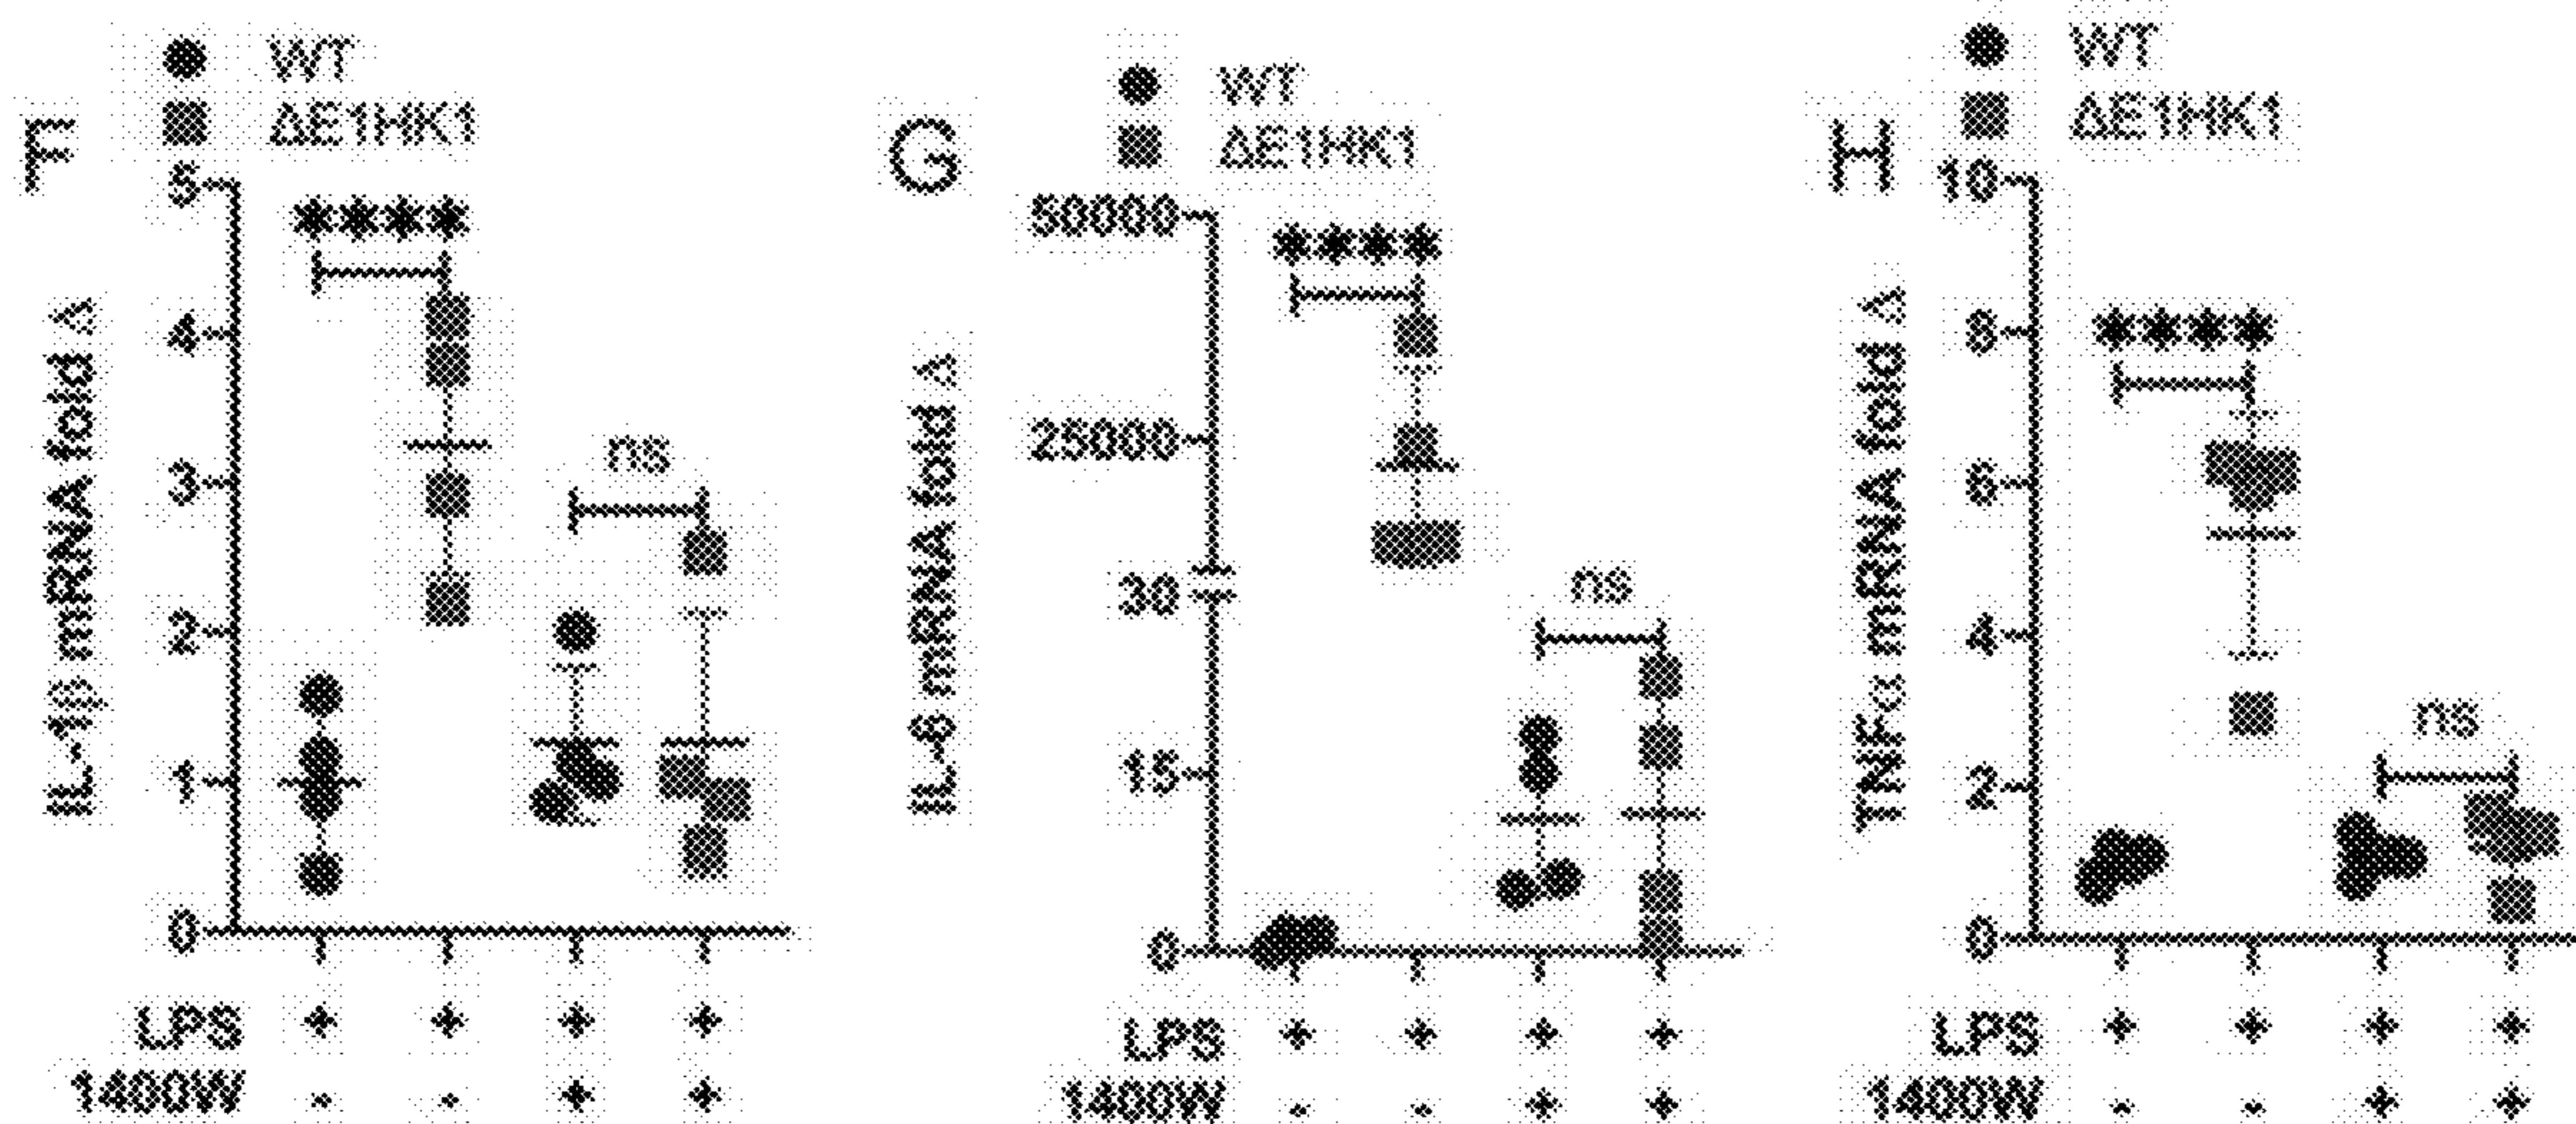 F
WT
ΔE1HK1
5
4
3
2
1
0
IL-1β mRNA fold Δ
****
ns
LPS + + + +
1400W - - + +
G
WT
ΔE1HK1
50000
25000
30
15
0
IL-6 mRNA fold Δ
****
ns
LPS + + + +
1400W - - + +
H
WT
ΔE1HK1
10
8
6
4
2
0
TNFα mRNA fold Δ
****
ns
LPS + + + +
1400W - - + +